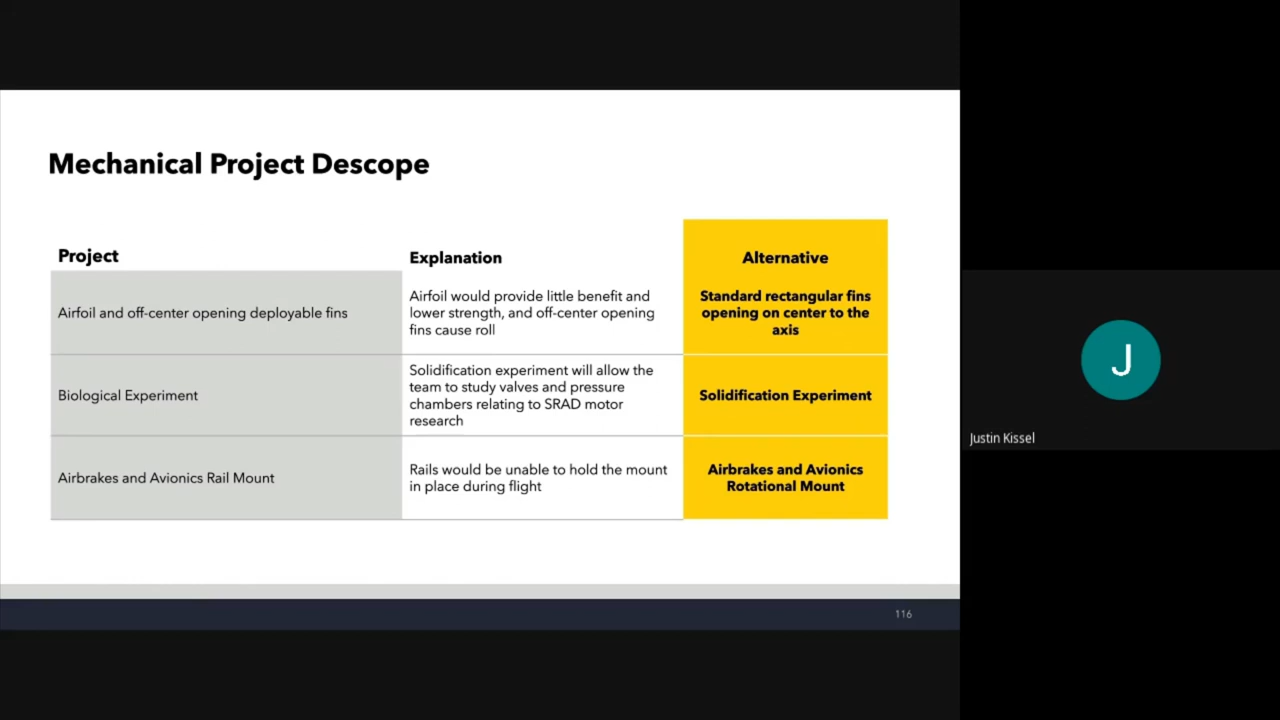 Mechanical Project Descope
Project
Explanation
Alternative
Airfoil and off-center opening deployable fins
Airfoil would provide little benefit and
lower strength, and off-center opening
fins cause roll
Standard rectangular fins
opening on center to the
axis
Biological Experiment
Solidification experiment will allow the
team to study valves and pressure
chambers relating to SRAD motor
research
Solidification Experiment
Airbrakes and Avionics Rail Mount
Rails would be unable to hold the mount
in place during flight
Airbrakes and Avionics
Rotational Mount
116
J
Justin Kissel